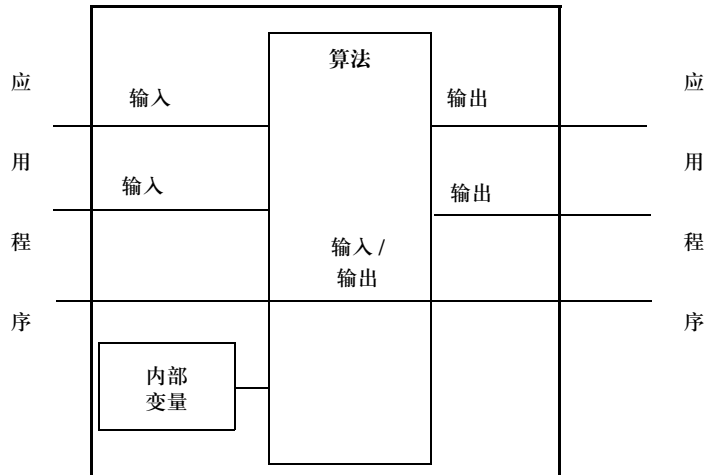 应
用
程
序
算法
输入
输入
输入 /
输出
内部
变量
输出
输出
应
用
程
序